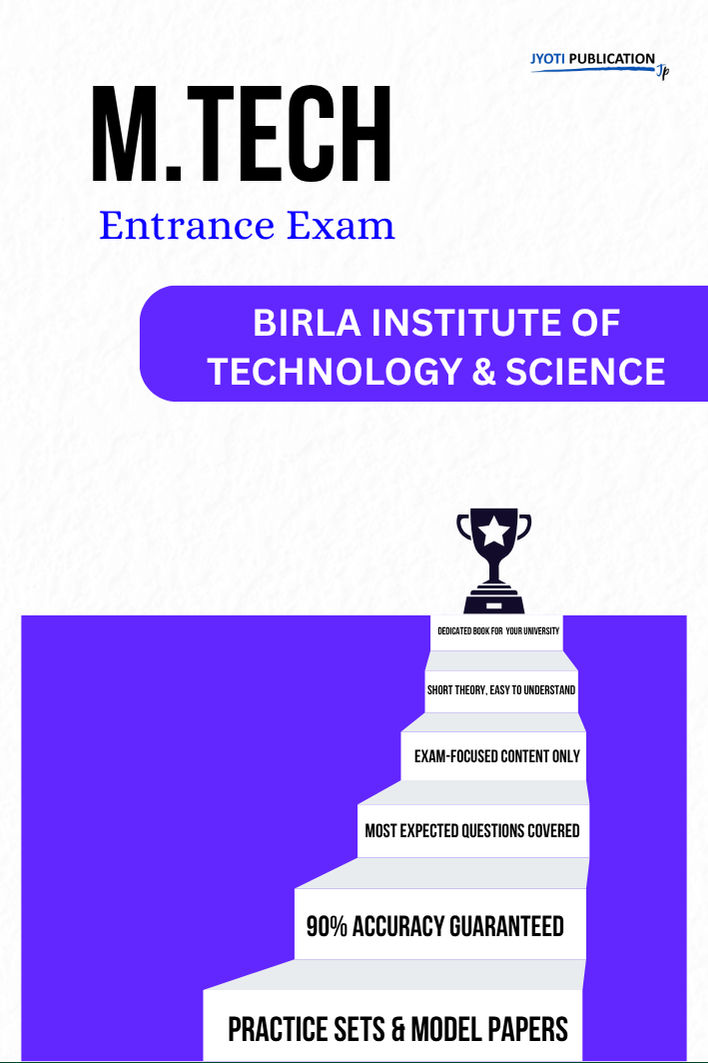 JYOTI PUBLICATION
Jp
M.TECH
Entrance Exam
BIRLA INSTITUTE OF
TECHNOLOGY & SCIENCE
DEDICATED BOOK FOR YOUR UNIVERSITY
SHORT THEORY, EASY TO UNDERSTAND
EXAM-FOCUSED CONTENT ONLY
MOST EXPECTED QUESTIONS COVERED
90% ACCURACY GUARANTEED
PRACTICE SETS & MODEL PAPERS